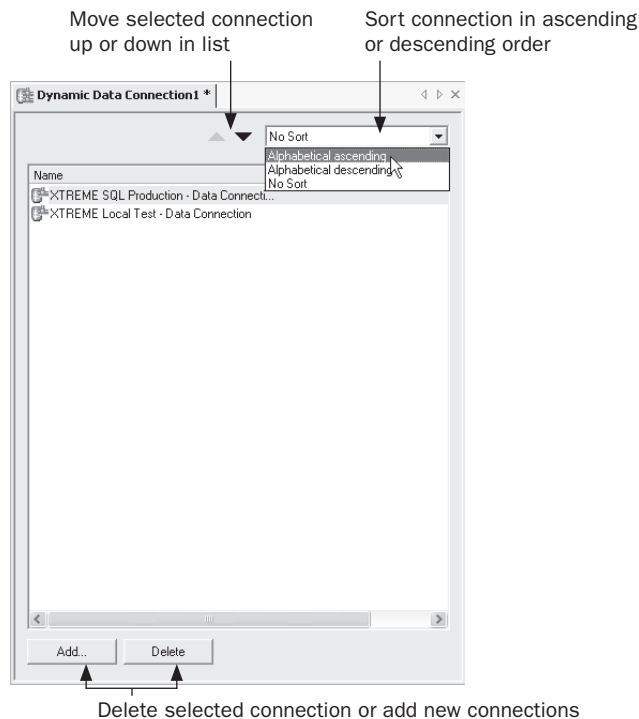 Move selected connection
up or down in list
Sort connection in ascending
or descending order
Dynamic Data Connection1 *
No Sort
Alphabetical ascending
Alphabetical descending
No Sort
Name
XTREME SQL Production - Data Connecti...
XTREME Local Test - Data Connection
Add...
Delete
Delete selected connection or add new connections